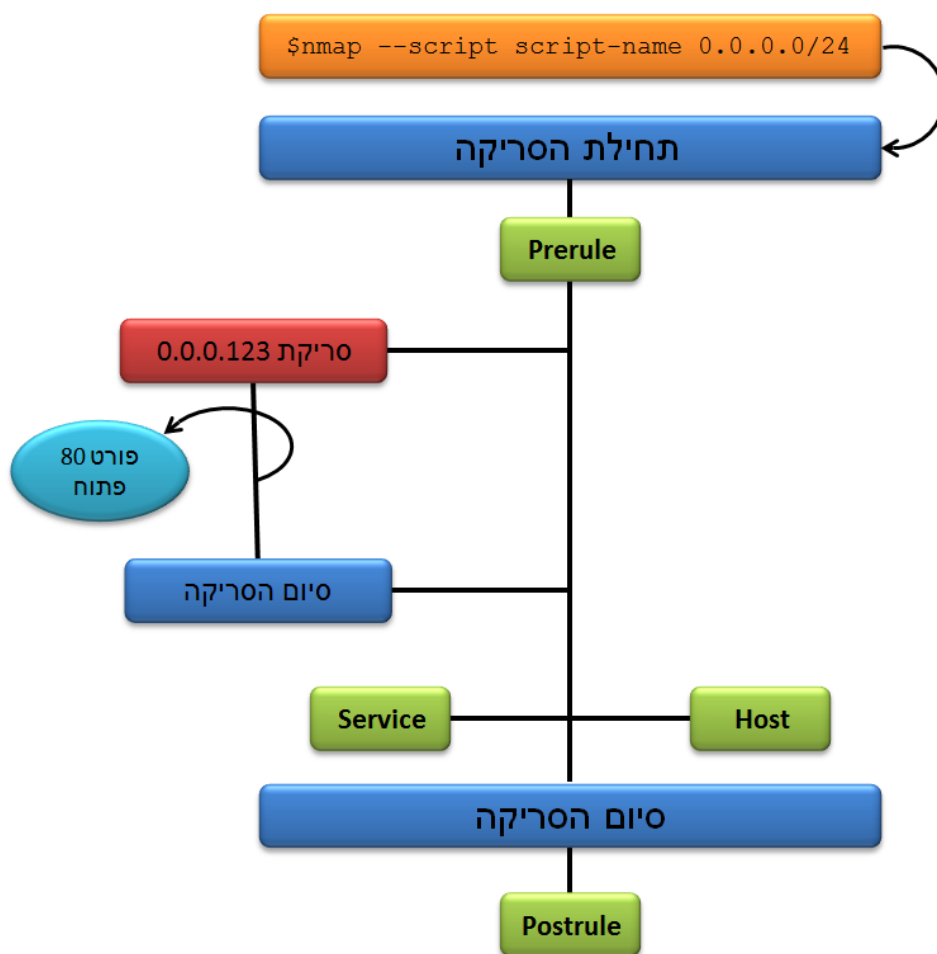 $nmap --script script-name 0.0.0.0/24
תחילת הסריקה
Prerule
סריקת 0.0.0.123
פורט 80
פתוח
סיום הסריקה
Service
Host
סיום הסריקה
Postrule